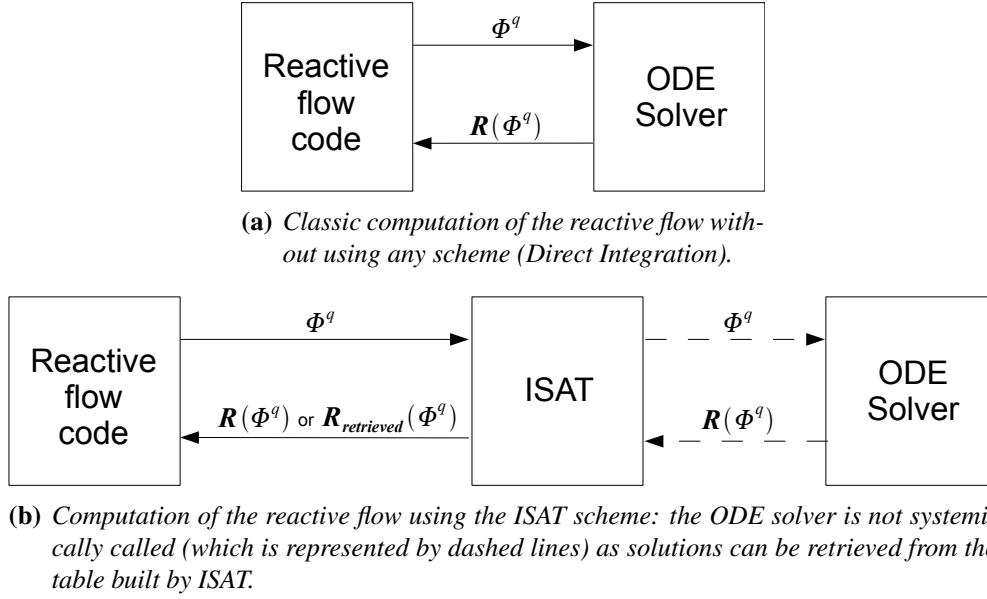 Φ^q
Reactive
flow
code
ODE
Solver
R(Φ^q)
(a) Classic computation of the reactive flow with-
out using any scheme (Direct Integration).
Φ^q
Φ^q
Reactive
flow
code
ISAT
ODE
Solver
R(Φ^q) or R_retrieved(Φ^q)
R(Φ^q)
(b) Computation of the reactive flow using the ISAT scheme: the ODE solver is not systemi-
cally called (which is represented by dashed lines) as solutions can be retrieved from the
table built by ISAT.